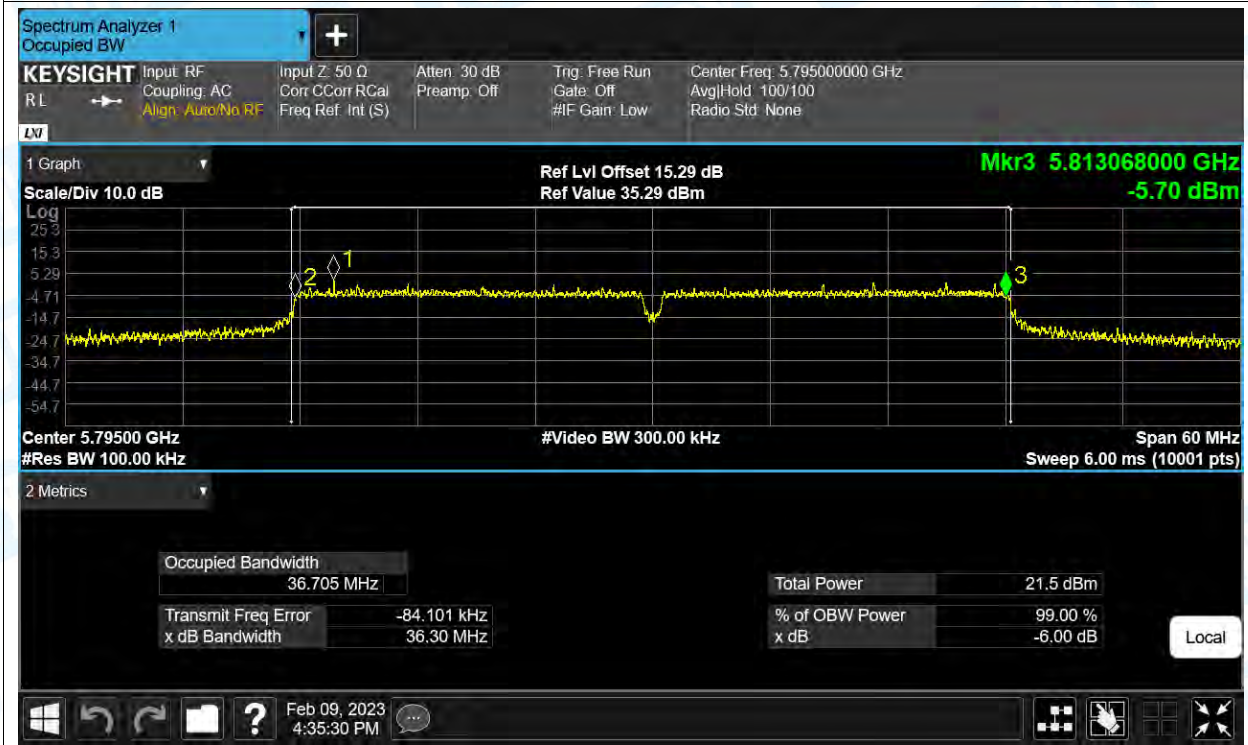 Spectrum Analyzer 1
Occupied BW
KEYSIGHT
R L
LXI
Input: RF
Coupling: AC
Align: Auto/No RF
Input Z: 50 Ω
Corr CCorr RCal
Freq Ref: Int (S)
Atten: 30 dB
Preamp: Off
Trig: Free Run
Gate: Off
#IF Gain: Low
Center Freq: 5.795000000 GHz
Avg|Hold: 100/100
Radio Std: None
1 Graph
Scale/Div 10.0 dB
Ref Lvl Offset 15.29 dB
Ref Value 35.29 dBm
Mkr3 5.813068000 GHz
-5.70 dBm
Log
25.3
15.3
5.29
-4.71
-14.7
-24.7
-34.7
-44.7
-54.7
1
2
3
Center 5.79500 GHz
#Res BW 100.00 kHz
#Video BW 300.00 kHz
Span 60 MHz
Sweep 6.00 ms (10001 pts)
2 Metrics
Occupied Bandwidth
36.705 MHz
Transmit Freq Error -84.101 kHz
x dB Bandwidth 36.30 MHz
Total Power 21.5 dBm
% of OBW Power 99.00 %
x dB -6.00 dB
Local
?
Feb 09, 2023
4:35:30 PM